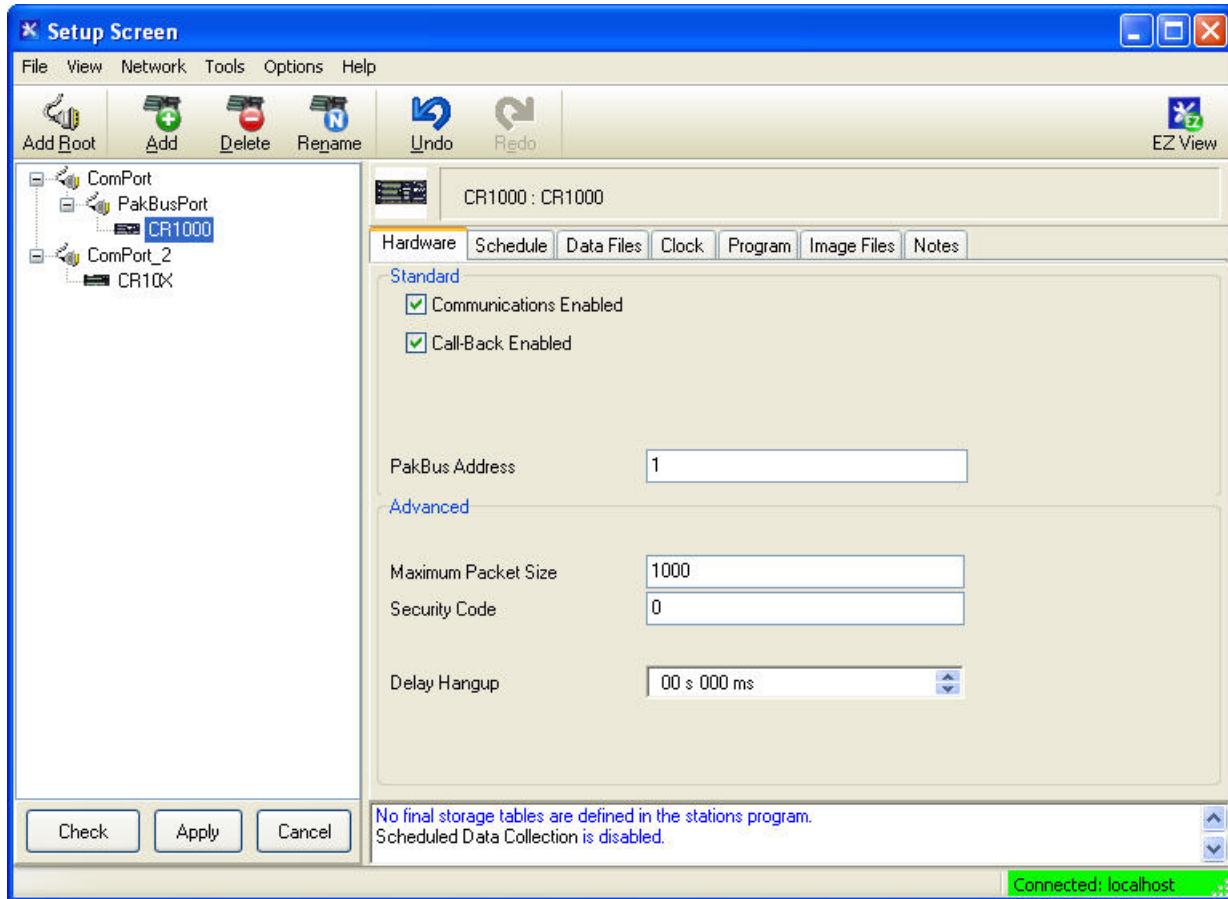 Setup Screen
File View Network Tools Options Help
Add Root Add Delete Rename Undo Redo EZ View
ComPort
PakBusPort
CR1000
ComPort_2
CR10X
CR1000 : CR1000
Hardware Schedule Data Files Clock Program Image Files Notes
Standard
Communications Enabled
Call-Back Enabled
PakBus Address 1
Advanced
Maximum Packet Size 1000
Security Code 0
Delay Hangup 00 s 000 ms
Check Apply Cancel
No final storage tables are defined in the stations program.
Scheduled Data Collection is disabled.
Connected: localhost